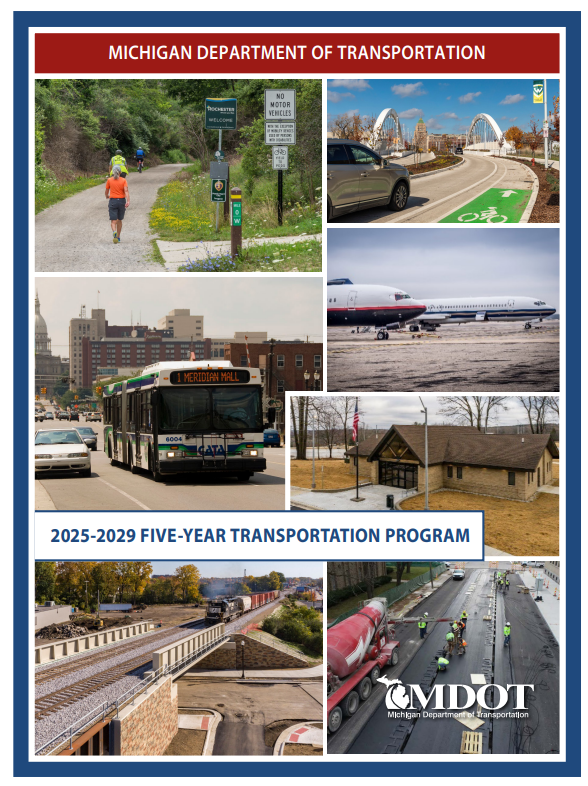 MICHIGAN DEPARTMENT OF TRANSPORTATION
ROCHESTER
WELCOME
NO
MOTOR
VEHICLES
1 MERIDIAN MALL
6004
CATA
2025-2029 FIVE-YEAR TRANSPORTATION PROGRAM
MDOT
Michigan Department of Transportation